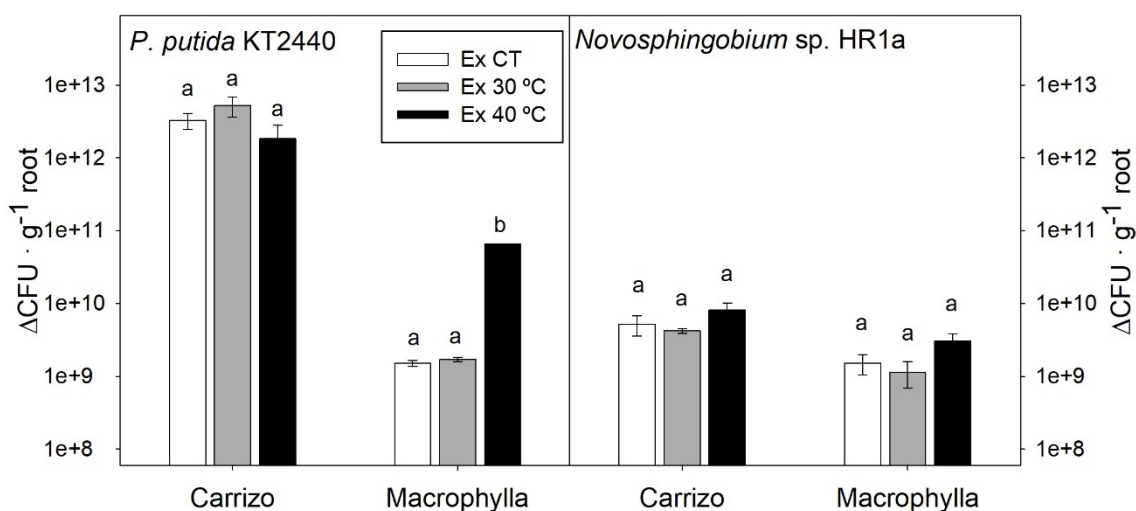 P. putida KT2440
Novosphingobium sp. HR1a
Ex CT
Ex 30 ºC
Ex 40 ºC
ΔCFU · g⁻¹ root
1e+13
1e+12
1e+11
1e+10
1e+9
1e+8
a
a
a
a
a
b
a
a
a
a
a
a
1e+13
1e+12
1e+11
1e+10
1e+9
1e+8
ΔCFU · g⁻¹ root
Carrizo
Macrophylla
Carrizo
Macrophylla